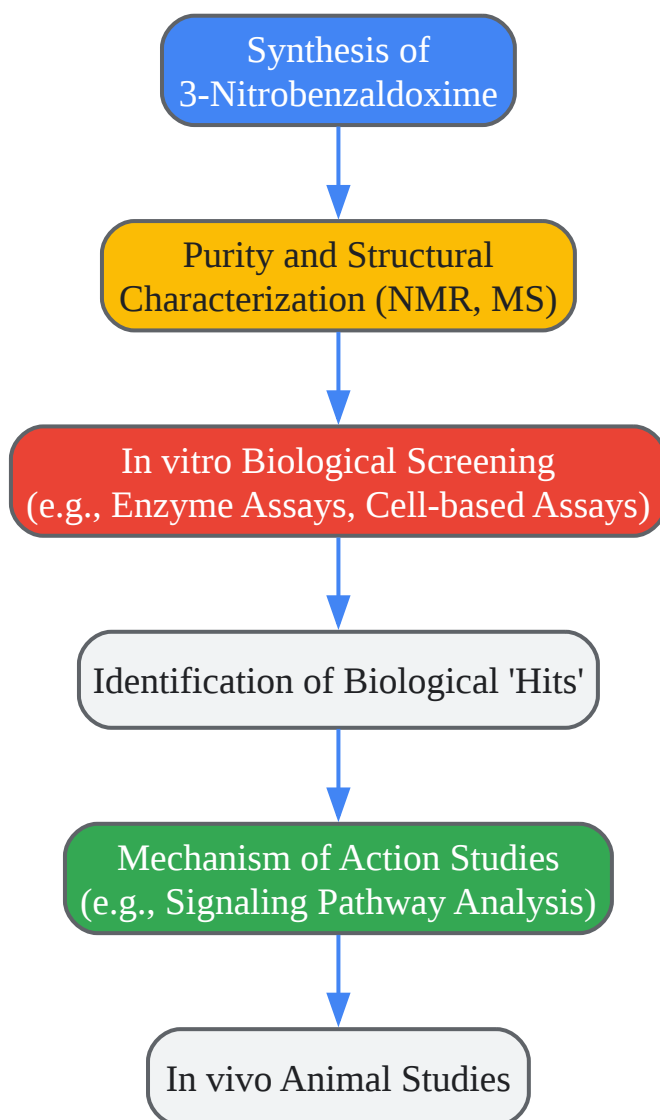 Synthesis of
3-Nitrobenzaldoxime
Purity and Structural
Characterization (NMR, MS)
In vitro Biological Screening
(e.g., Enzyme Assays, Cell-based Assays)
Identification of Biological 'Hits'
Mechanism of Action Studies
(e.g., Signaling Pathway Analysis)
In vivo Animal Studies